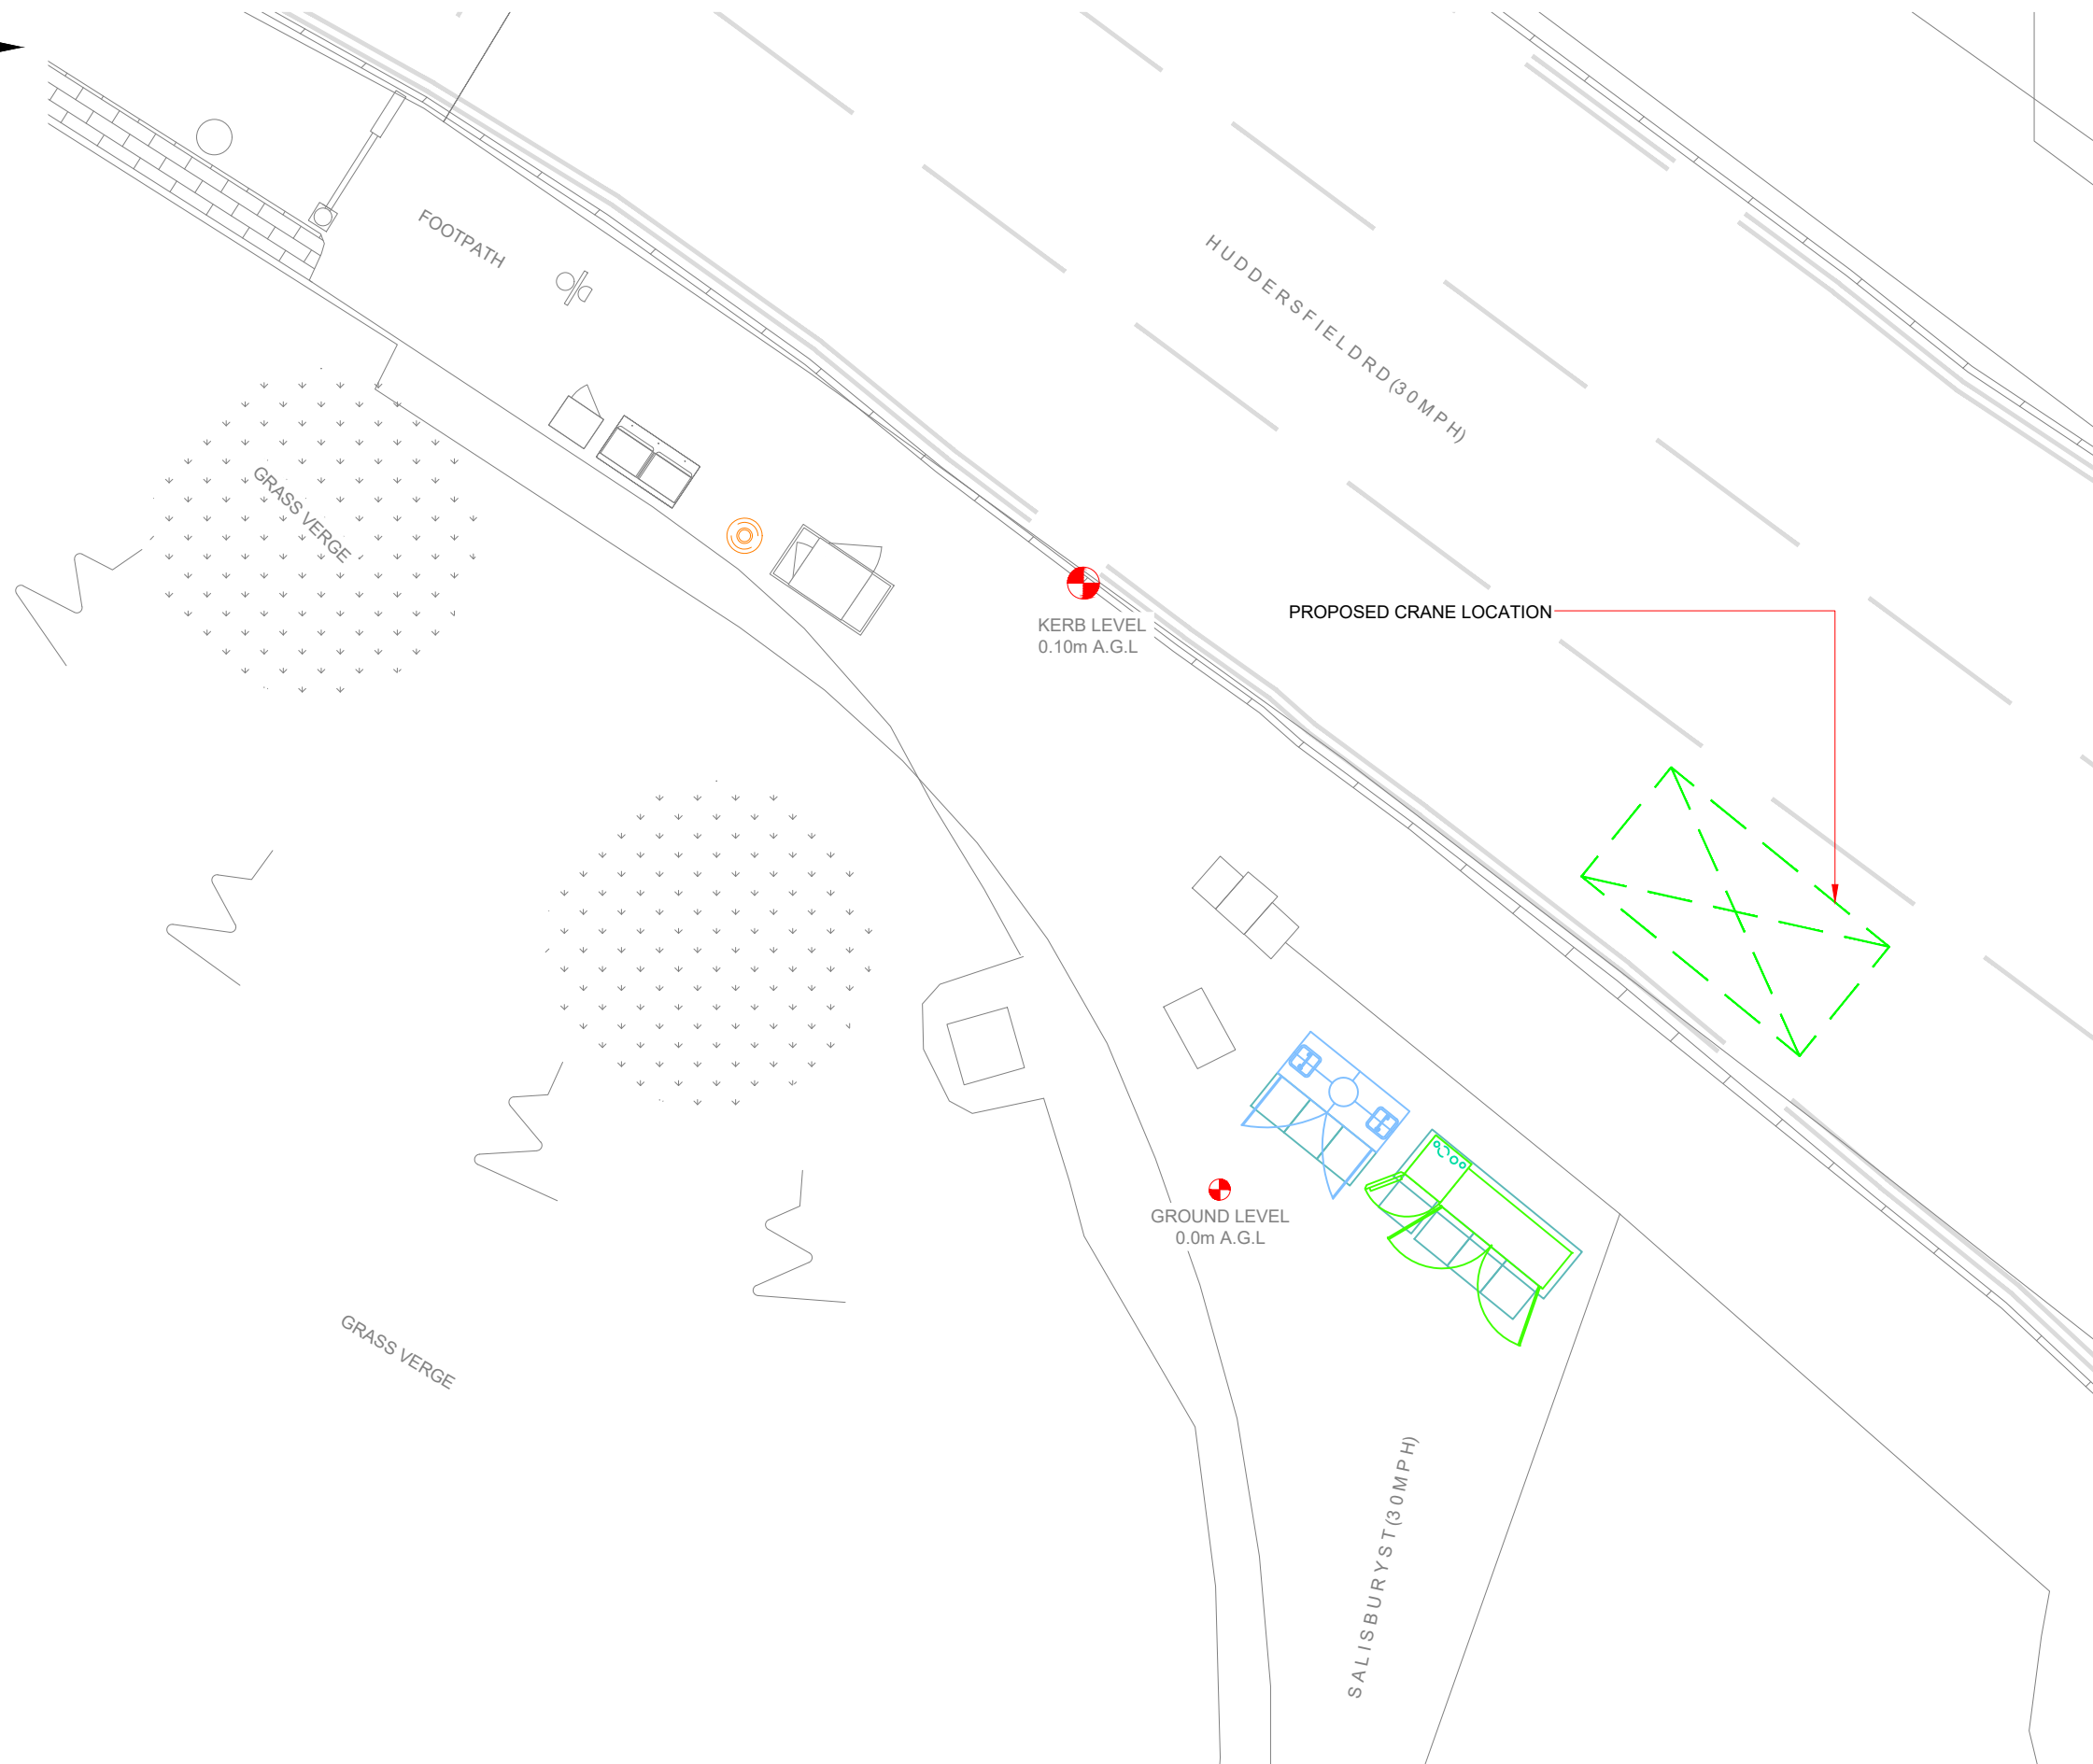 FOOTPATH
HUDDERSFIELDRD(30MPH)
GRASS VERGE
KERB LEVEL
0.10m A.G.L
PROPOSED CRANE LOCATION
GROUND LEVEL
0.0m A.G.L
GRASS VERGE
SALISBURYST(30MPH)